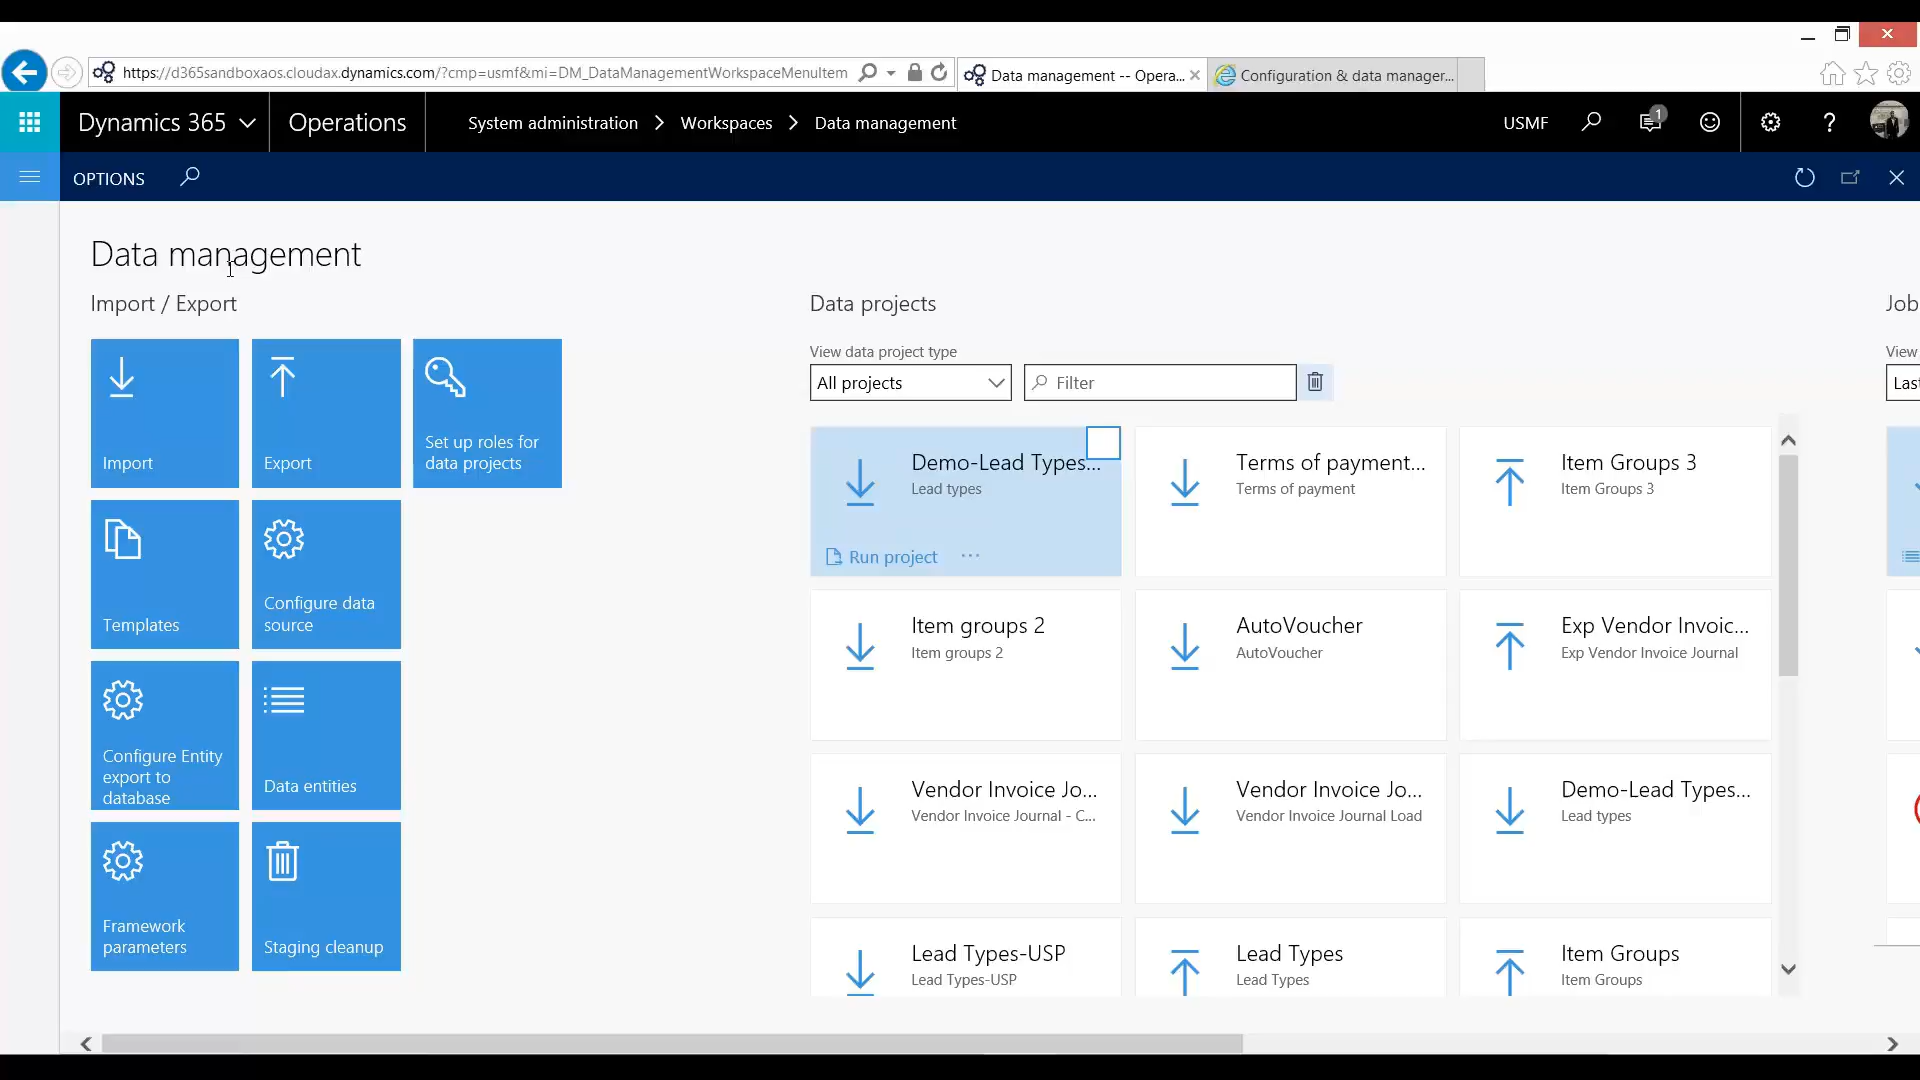 https://d365sandboxaos.cloudax.dynamics.com/?cmp=usmf&mi=DM_DataManagementWorkspaceMenuItem
Data management -- Opera...
Configuration & data manager...
Dynamics 365
Operations
System administration
Workspaces
Data management
USMF
1
?
OPTIONS
Data management
Import / Export
Import
Export
Set up roles for
data projects
Templates
Configure data
source
Configure Entity
export to
database
Data entities
Framework
parameters
Staging cleanup
Data projects
View data project type
All projects
Filter
Demo-Lead Types...
Lead types
Run project
...
Terms of payment...
Terms of payment
Item Groups 3
Item Groups 3
Item groups 2
Item groups 2
AutoVoucher
AutoVoucher
Exp Vendor Invoic...
Exp Vendor Invoice Journal
Vendor Invoice Jo...
Vendor Invoice Journal - C...
Vendor Invoice Jo...
Vendor Invoice Journal Load
Demo-Lead Types...
Lead types
Lead Types-USP
Lead Types-USP
Lead Types
Lead Types
Item Groups
Item Groups
Job
View
Las